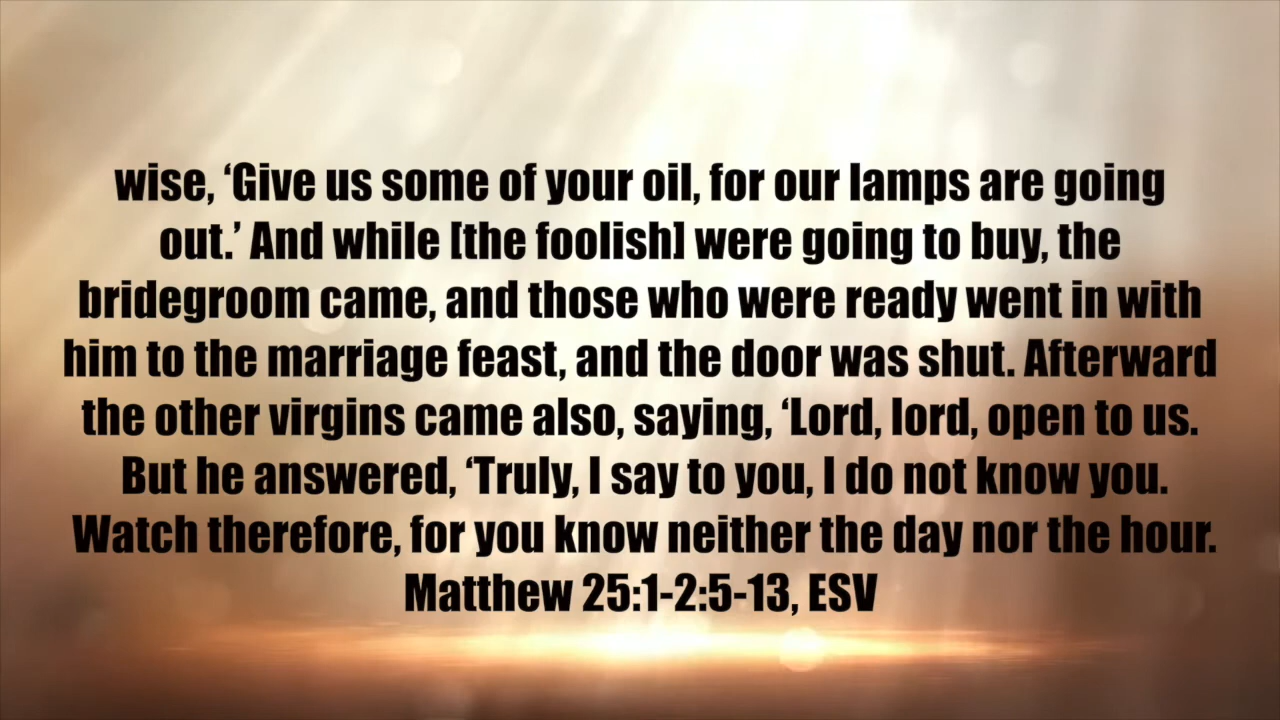 wise, ‘Give us some of your oil, for our lamps are going
out.’ And while [the foolish] were going to buy, the
bridegroom came, and those who were ready went in with
him to the marriage feast, and the door was shut. Afterward
the other virgins came also, saying, ‘Lord, lord, open to us.
But he answered, ‘Truly, I say to you, I do not know you.
Watch therefore, for you know neither the day nor the hour.
Matthew 25:1-2:5-13, ESV